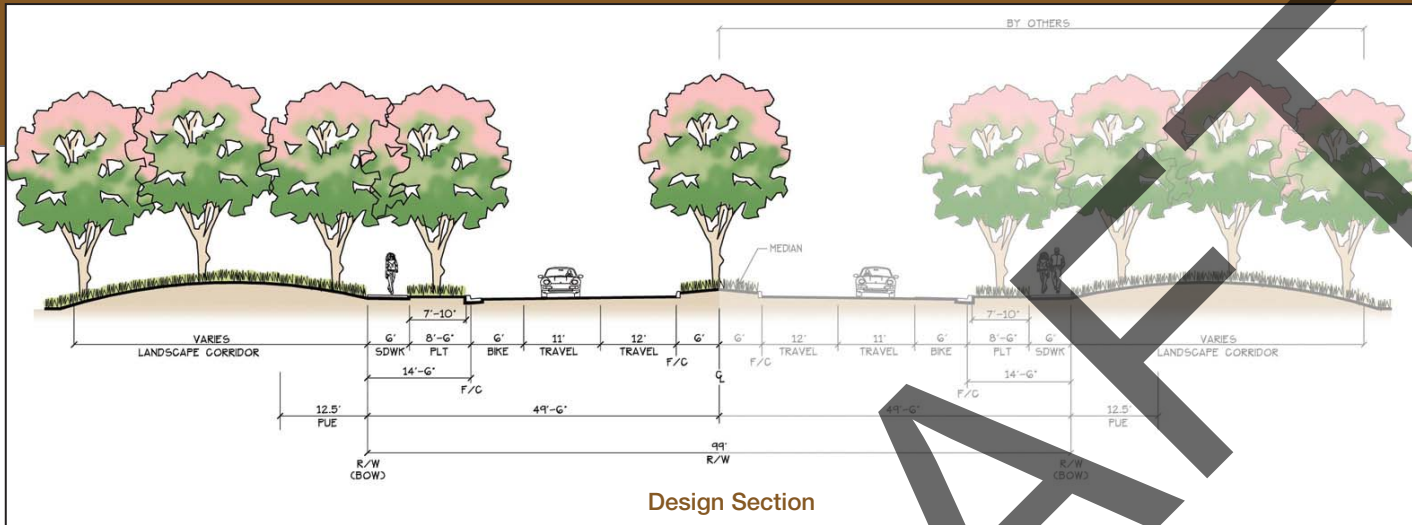 BY OTHERS
MEDIAN
7'-10" 7'-10"
VARIES 6' 8'-6" 6' 11' 12' 6' 6' 12' 11' 6' 8'-6" 6' VARIES
LANDSCAPE CORRIDOR SDWK PLT BIKE TRAVEL TRAVEL F/C F/C TRAVEL TRAVEL BIKE PLT SDWK LANDSCAPE CORRIDOR
14'-6" 14'-6"
F/C CL F/C
12.5' 49'-6" 49'-6" 12.5'
PUE PUE
99'
R/W R/W R/W
(BOW) (BOW)
Design Section